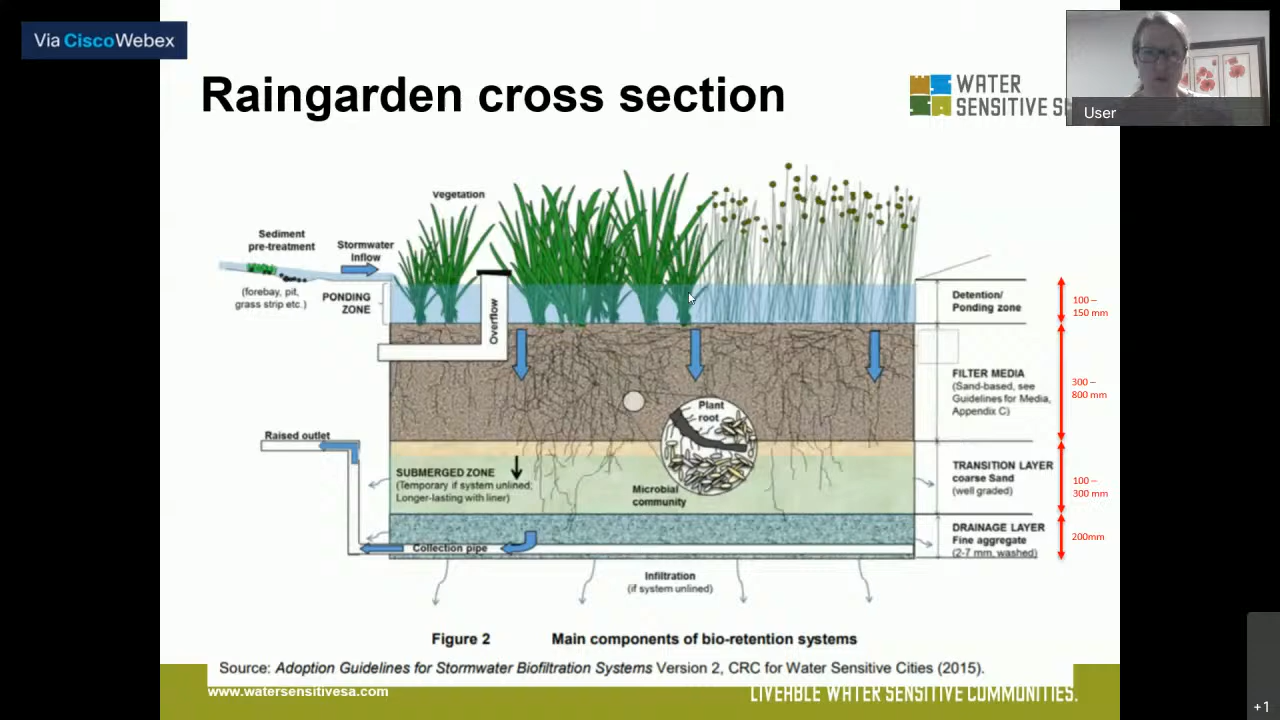 Via CiscoWebex
Raingarden cross section
WATER
SENSITIVE
User
Vegetation
Sediment
pre-treatment
Stormwater
Inflow
(forebay, pit,
grass strip etc.)
PONDING
ZONE
Overflow
Detention/
Ponding zone
100 –
150 mm
FILTER MEDIA
(Sand-based, see
Guidelines for Media,
Appendix C)
300 –
800 mm
Plant
root
Raised outlet
SUBMERGED ZONE
(Temporary if system unlined;
Longer-lasting with liner)
Microbial
community
TRANSITION LAYER
coarse Sand
(well graded)
100 –
300 mm
DRAINAGE LAYER
Fine aggregate
(2-7 mm, washed)
200mm
Collection pipe
Infiltration
(if system unlined)
Figure 2 Main components of bio-retention systems
Source: Adoption Guidelines for Stormwater Biofiltration Systems Version 2, CRC for Water Sensitive Cities (2015).
www.watersensitivesa.com
LIVEABLE WATER SENSITIVE COMMUNITIES.
+1